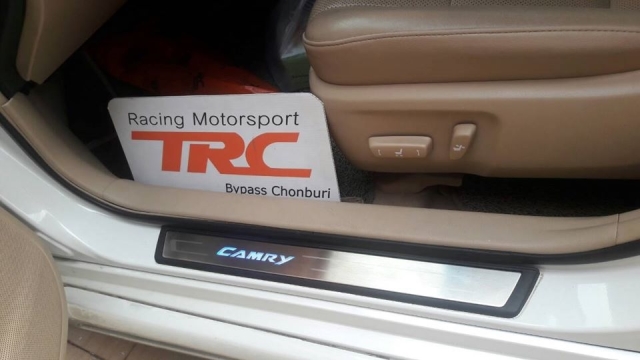 Racing Motorsport
TRC
Bypass Chonburi
CAMRY